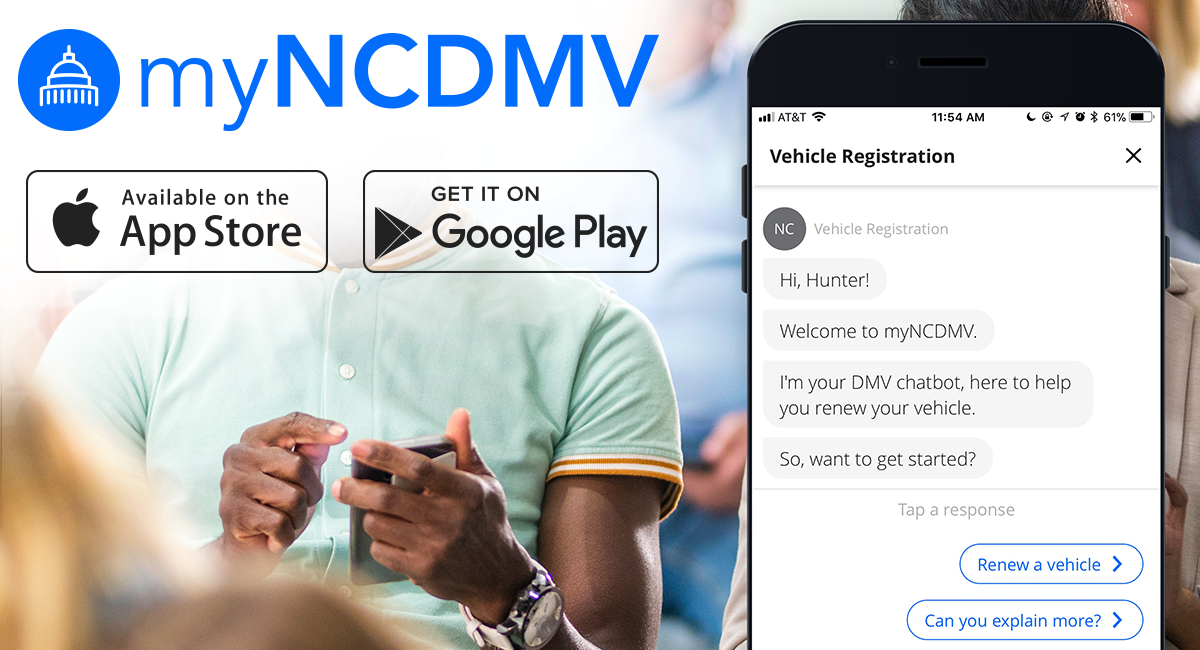 myNCDMV
Available on the
App Store
GET IT ON
Google Play
AT&T
11:54 AM
61%
Vehicle Registration
NC
Vehicle Registration
Hi, Hunter!
Welcome to myNCDMV.
I'm your DMV chatbot, here to help
you renew your vehicle.
So, want to get started?
Tap a response
Renew a vehicle
Can you explain more?